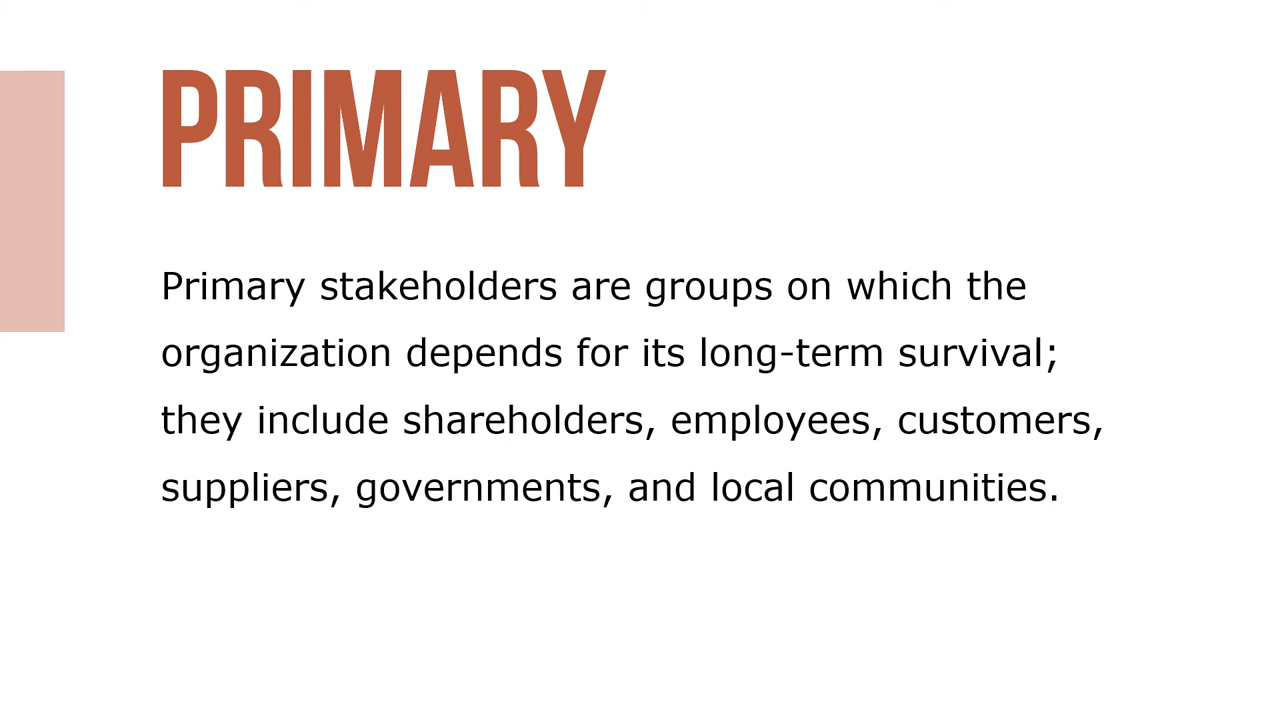 PRIMARY
Primary stakeholders are groups on which the
organization depends for its long-term survival;
they include shareholders, employees, customers,
suppliers, governments, and local communities.